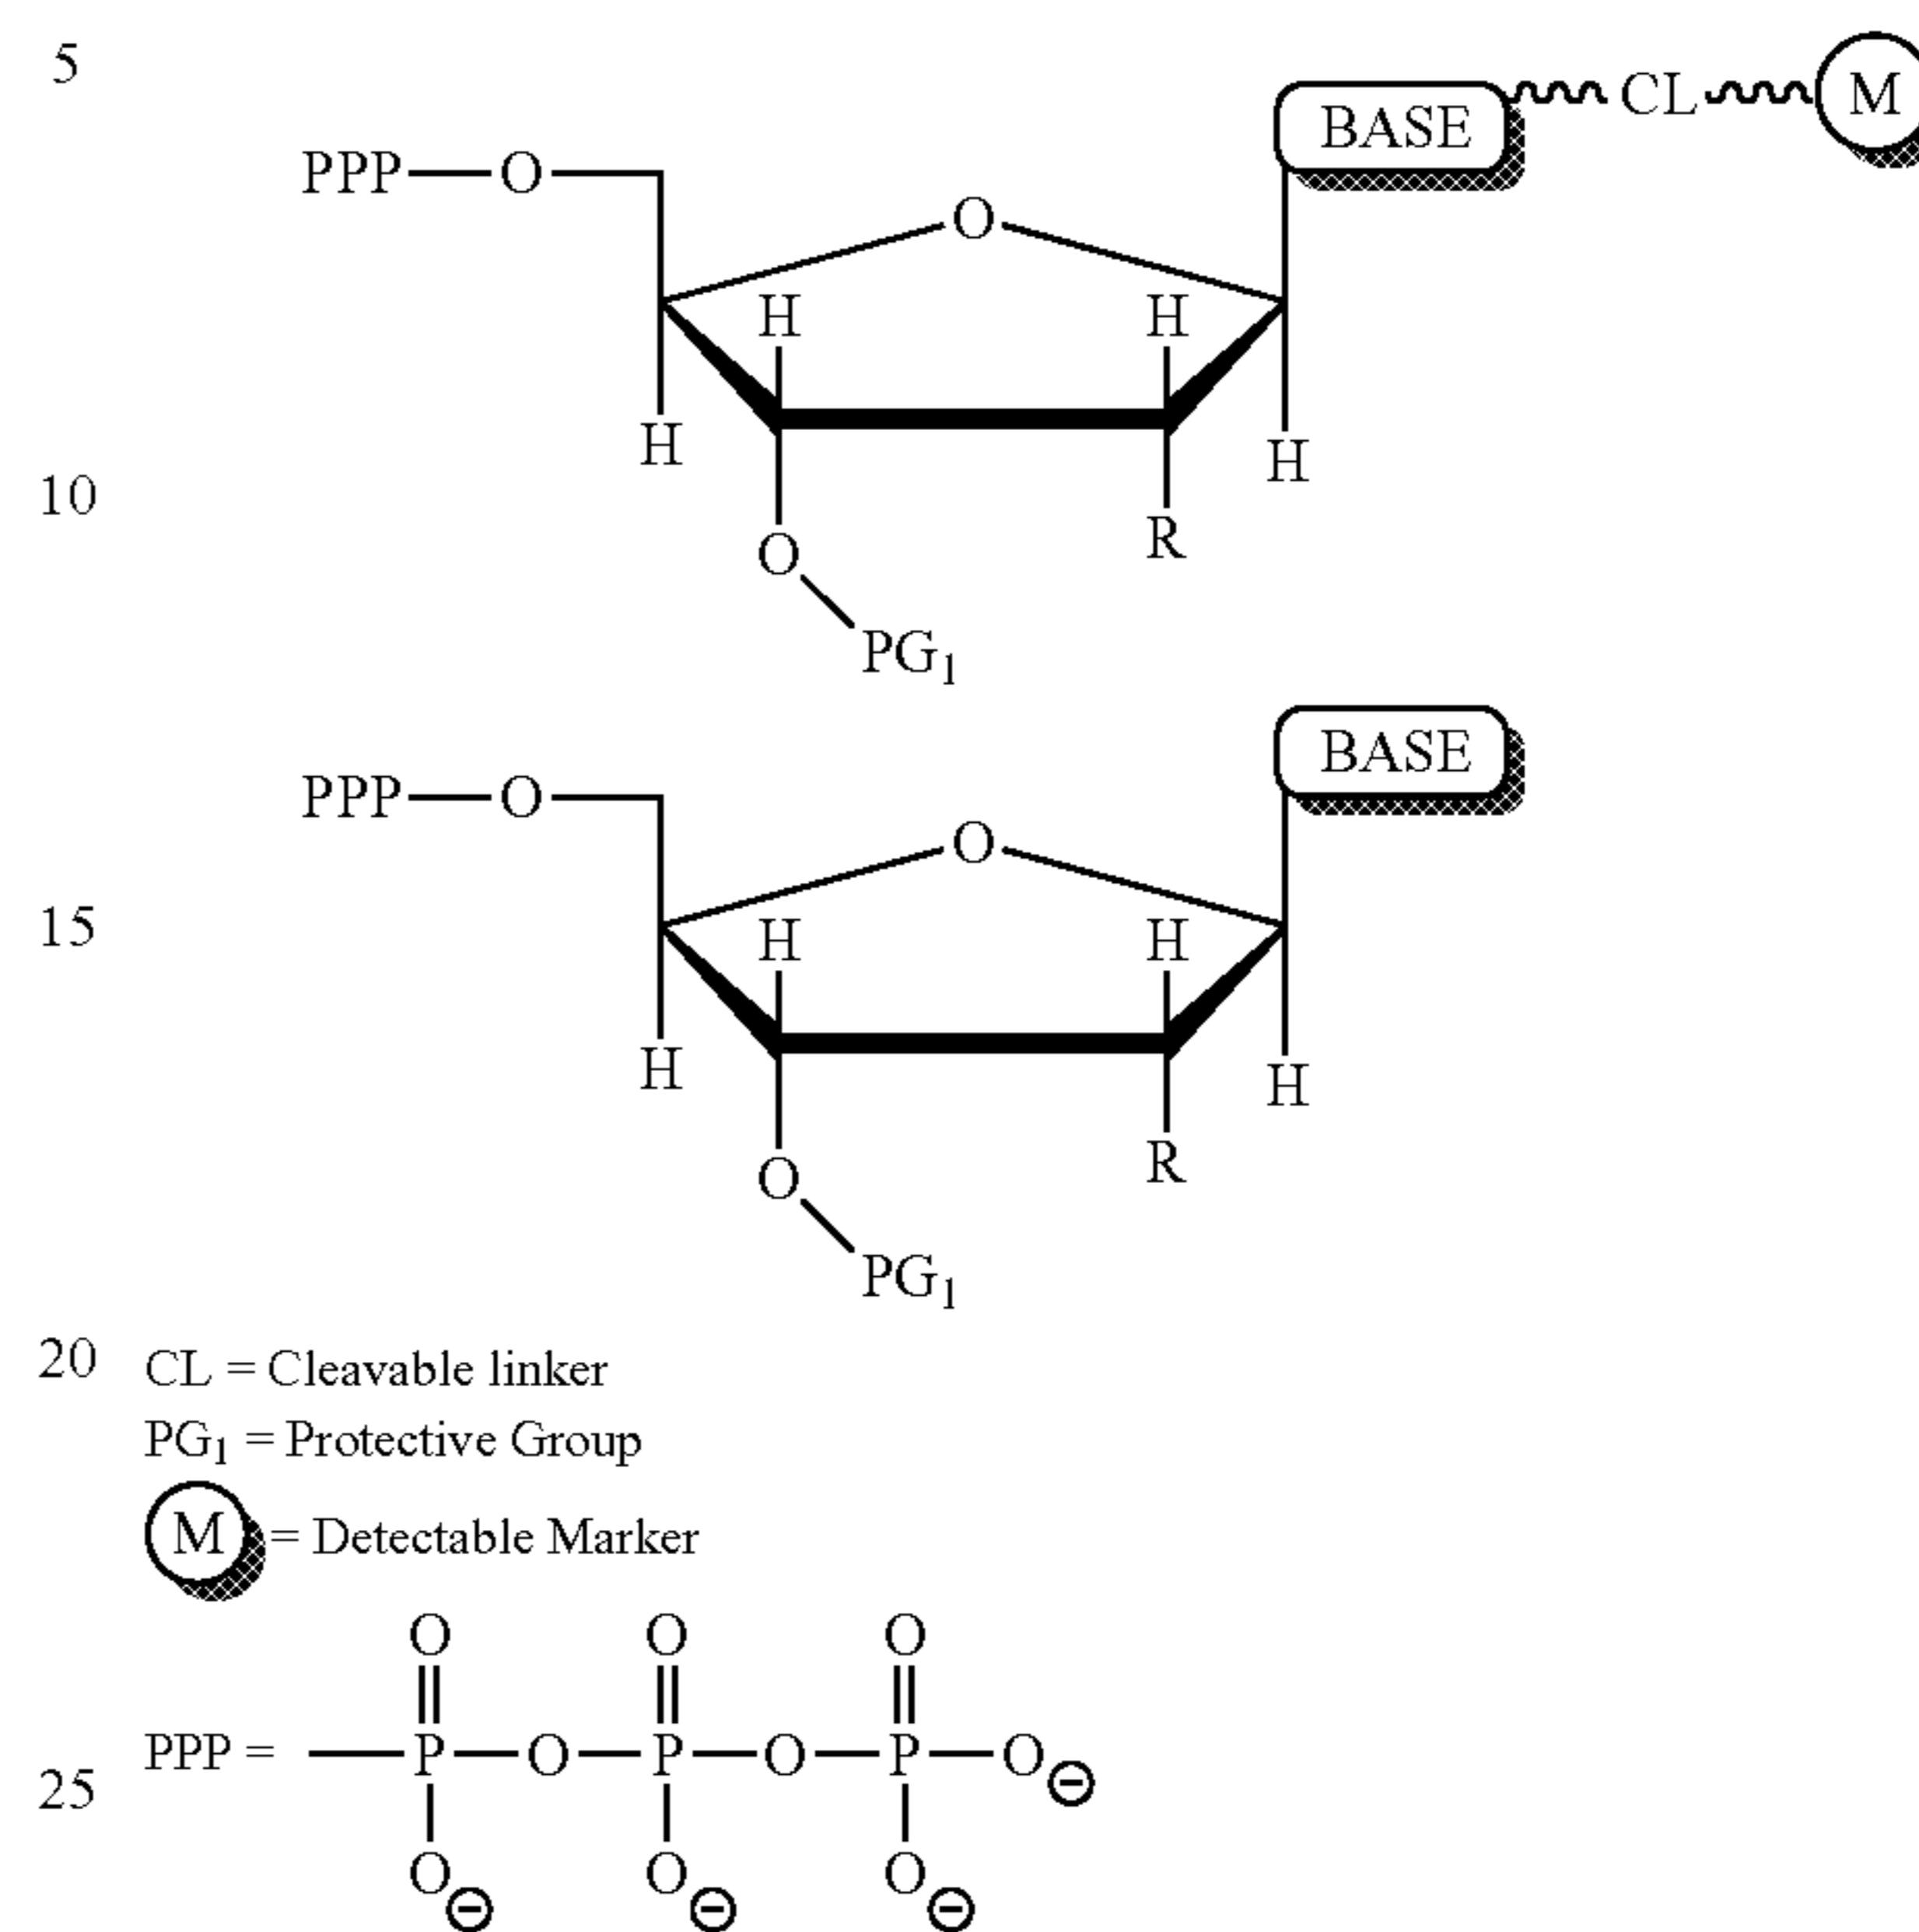 5
BASE CL M
PPP O
O
H H
H H
10
R
O
PG1
BASE
PPP O
O
15
H H
H H
R
O
PG1
20
CL = Cleavable linker
PG1 = Protective Group
M = Detectable Marker
O O O
PPP = P O P O P O⊖
25
O⊖ O⊖ O⊖